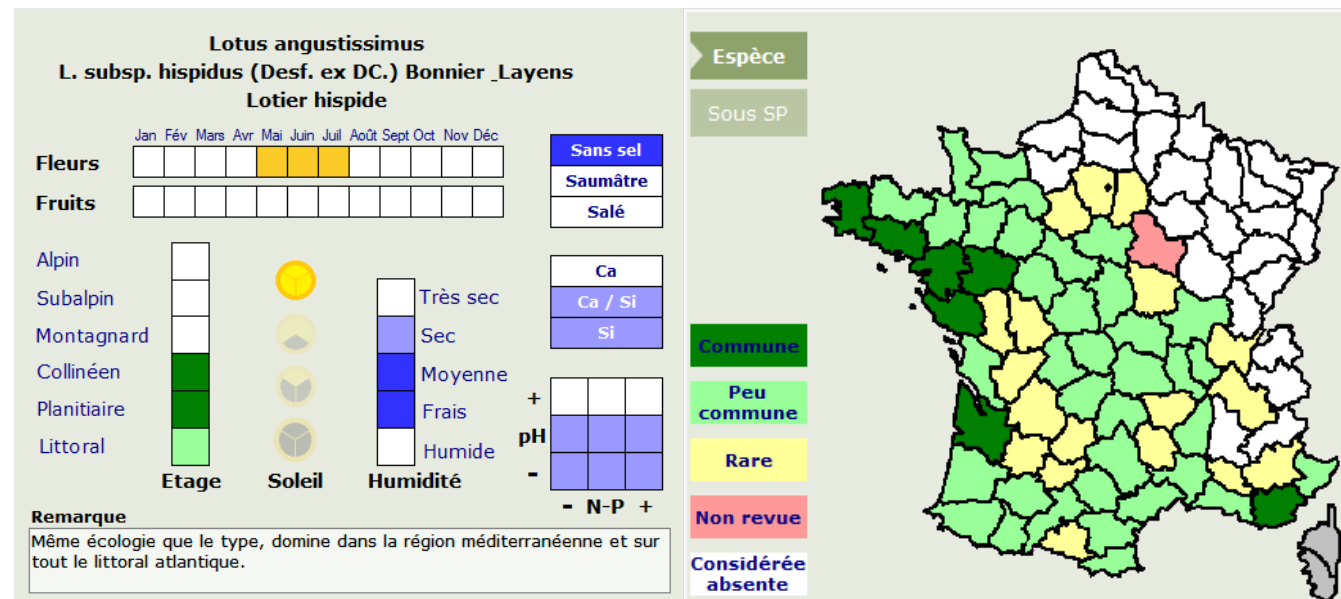 Lotus angustissimus
L. subsp. hispidus (Desf. ex DC.) Bonnier _Layens
Lotier hispide
Jan Fév Mars Avr Mai Juin Juil Août Sept Oct Nov Déc
Fleurs
Fruits
Sans sel
Saumâtre
Salé
Alpin
Subalpin
Montagnard
Collinéen
Planitiaire
Littoral
Etage
Soleil
Très sec
Sec
Moyenne
Frais
Humide
Humidité
Ca
Ca / Si
Si
+
pH
-
- N-P +
Remarque
Même écologie que le type, domine dans la région méditerranéenne et sur
tout le littoral atlantique.
Espèce
Sous SP
Commune
Peu
commune
Rare
Non revue
Considérée
absente